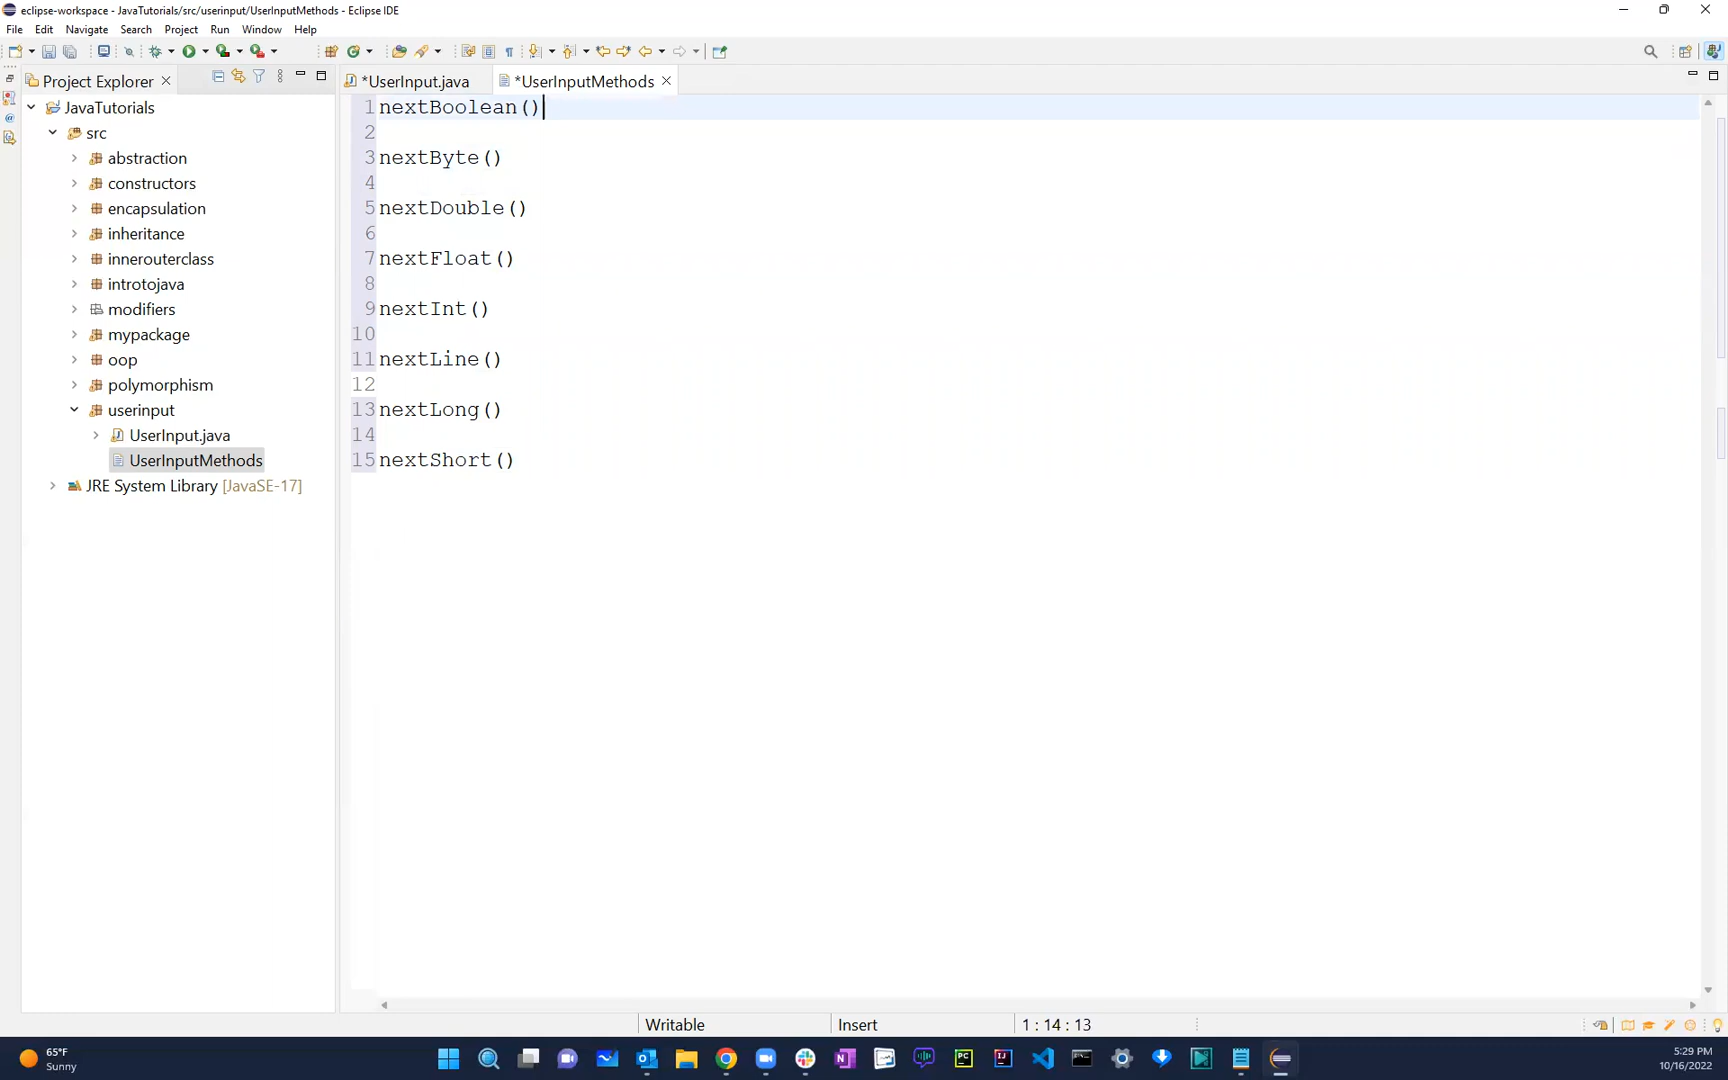 eclipse-workspace - JavaTutorials/src/userinput/UserInputMethods - Eclipse IDE
File Edit Navigate Search Project Run Window Help
Project Explorer
*UserInput.java
*UserInputMethods
JavaTutorials
src
abstraction
constructors
encapsulation
inheritance
innerouterclass
introtojava
modifiers
mypackage
oop
polymorphism
userinput
UserInput.java
UserInputMethods
JRE System Library [JavaSE-17]
1 nextBoolean()
2
3 nextByte()
4
5 nextDouble()
6
7 nextFloat()
8
9 nextInt()
10
11 nextLine()
12
13 nextLong()
14
15 nextShort()
Writable Insert 1 : 14 : 13
65°F
Sunny
5:29 PM
10/16/2022